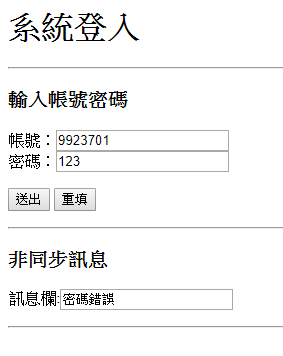 系統登入
輸入帳號密碼
帳號：9923701
密碼：123
送出 重填
非同步訊息
訊息欄:密碼錯誤